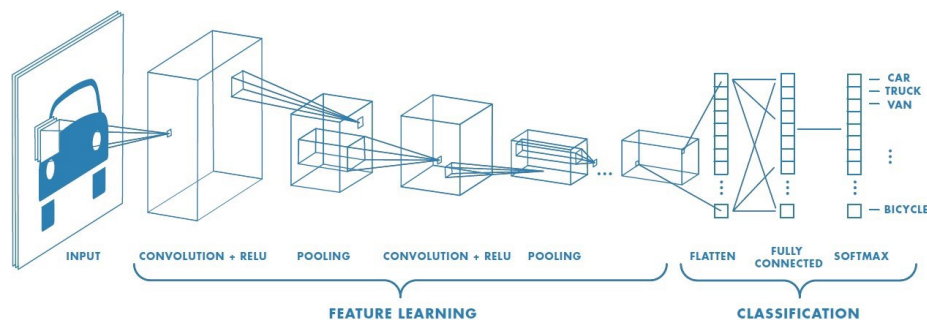 CAR
TRUCK
VAN
BICYCLE
INPUT
CONVOLUTION + RELU
POOLING
CONVOLUTION + RELU
POOLING
FLATTEN
FULLY
CONNECTED
SOFTMAX
FEATURE LEARNING
CLASSIFICATION